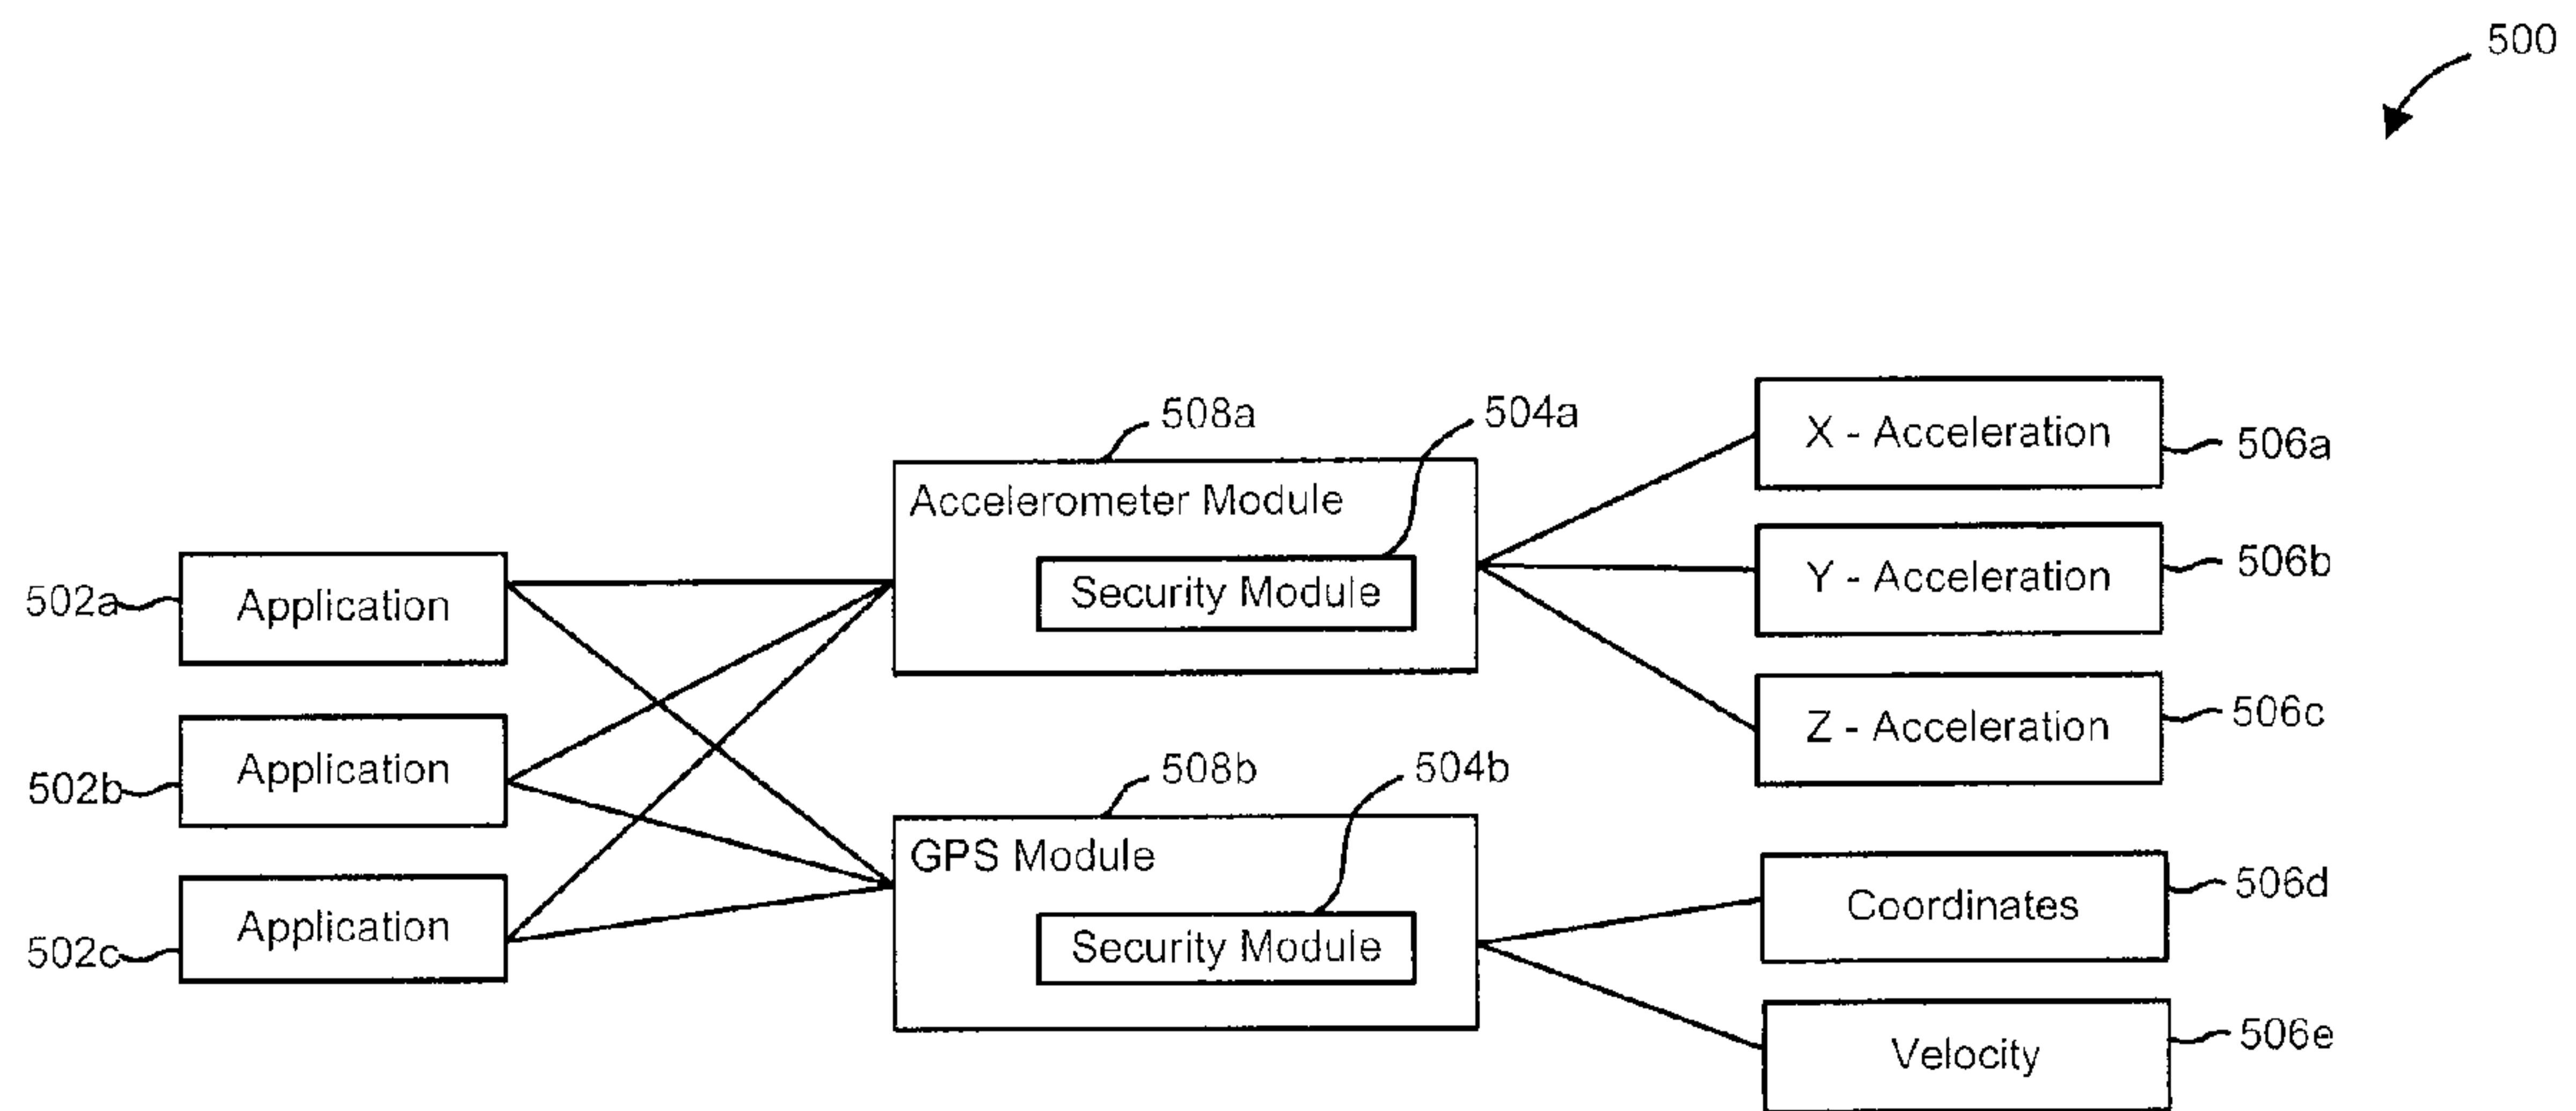 500
508a
504a
Accelerometer Module
Security Module
X - Acceleration
506a
Y - Acceleration
506b
Z - Acceleration
506c
502a
Application
502b
Application
502c
Application
508b
504b
GPS Module
Security Module
Coordinates
506d
Velocity
506e